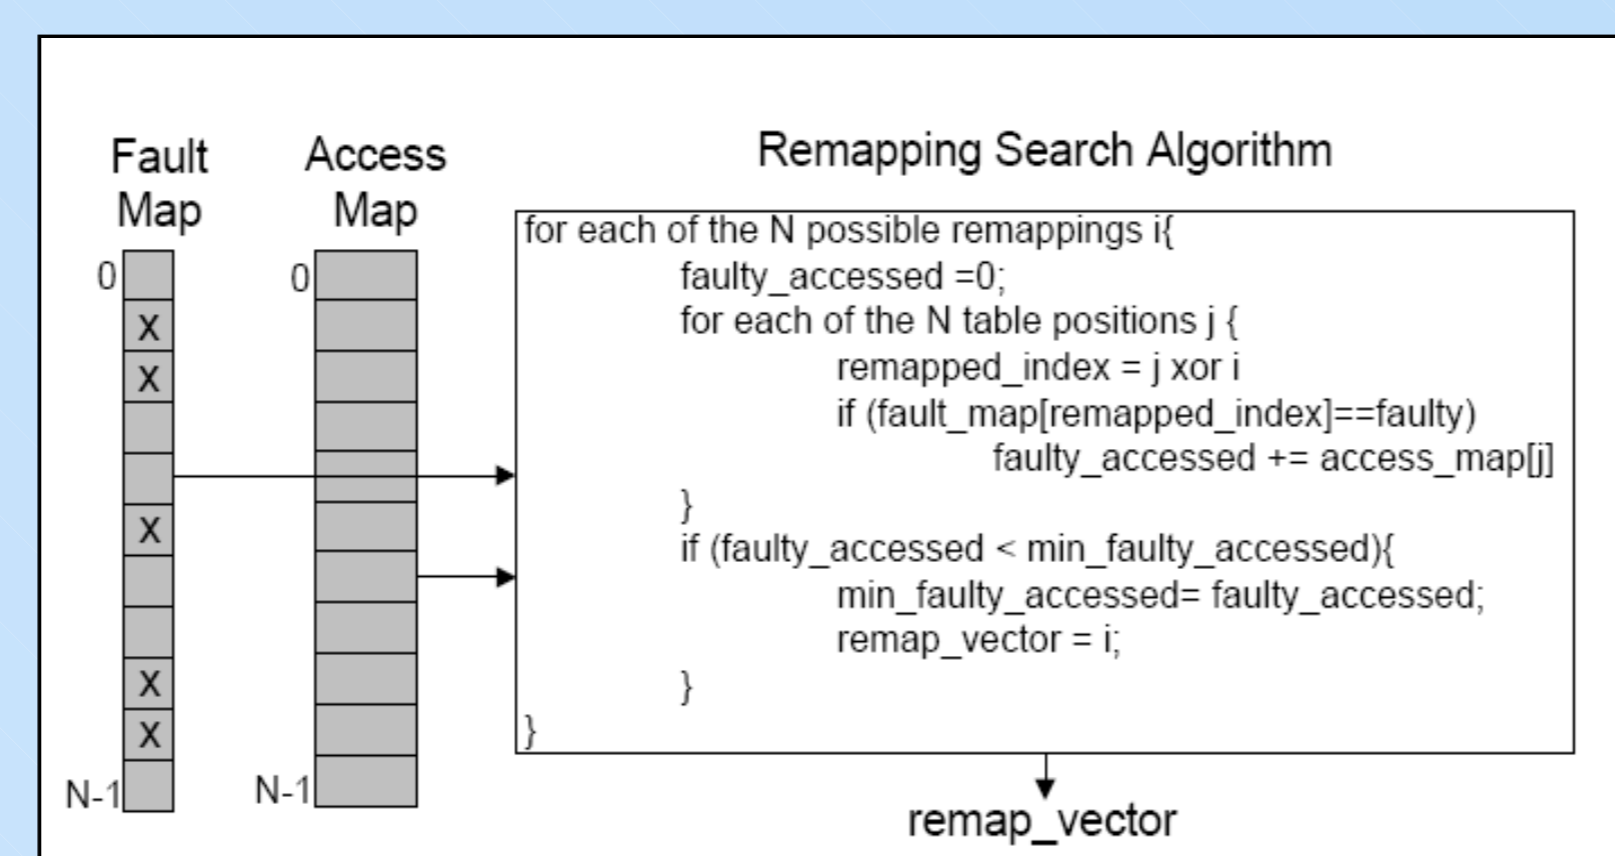 Fault
Map
Access
Map
Remapping Search Algorithm
0
X
X
X
X
X
N-1
0
N-1
for each of the N possible remappings i{
faulty_accessed =0;
for each of the N table positions j {
remapped_index = j xor i
if (fault_map[remapped_index]==faulty)
faulty_accessed += access_map[j]
}
if (faulty_accessed < min_faulty_accessed){
min_faulty_accessed= faulty_accessed;
remap_vector = i;
}
}
remap_vector